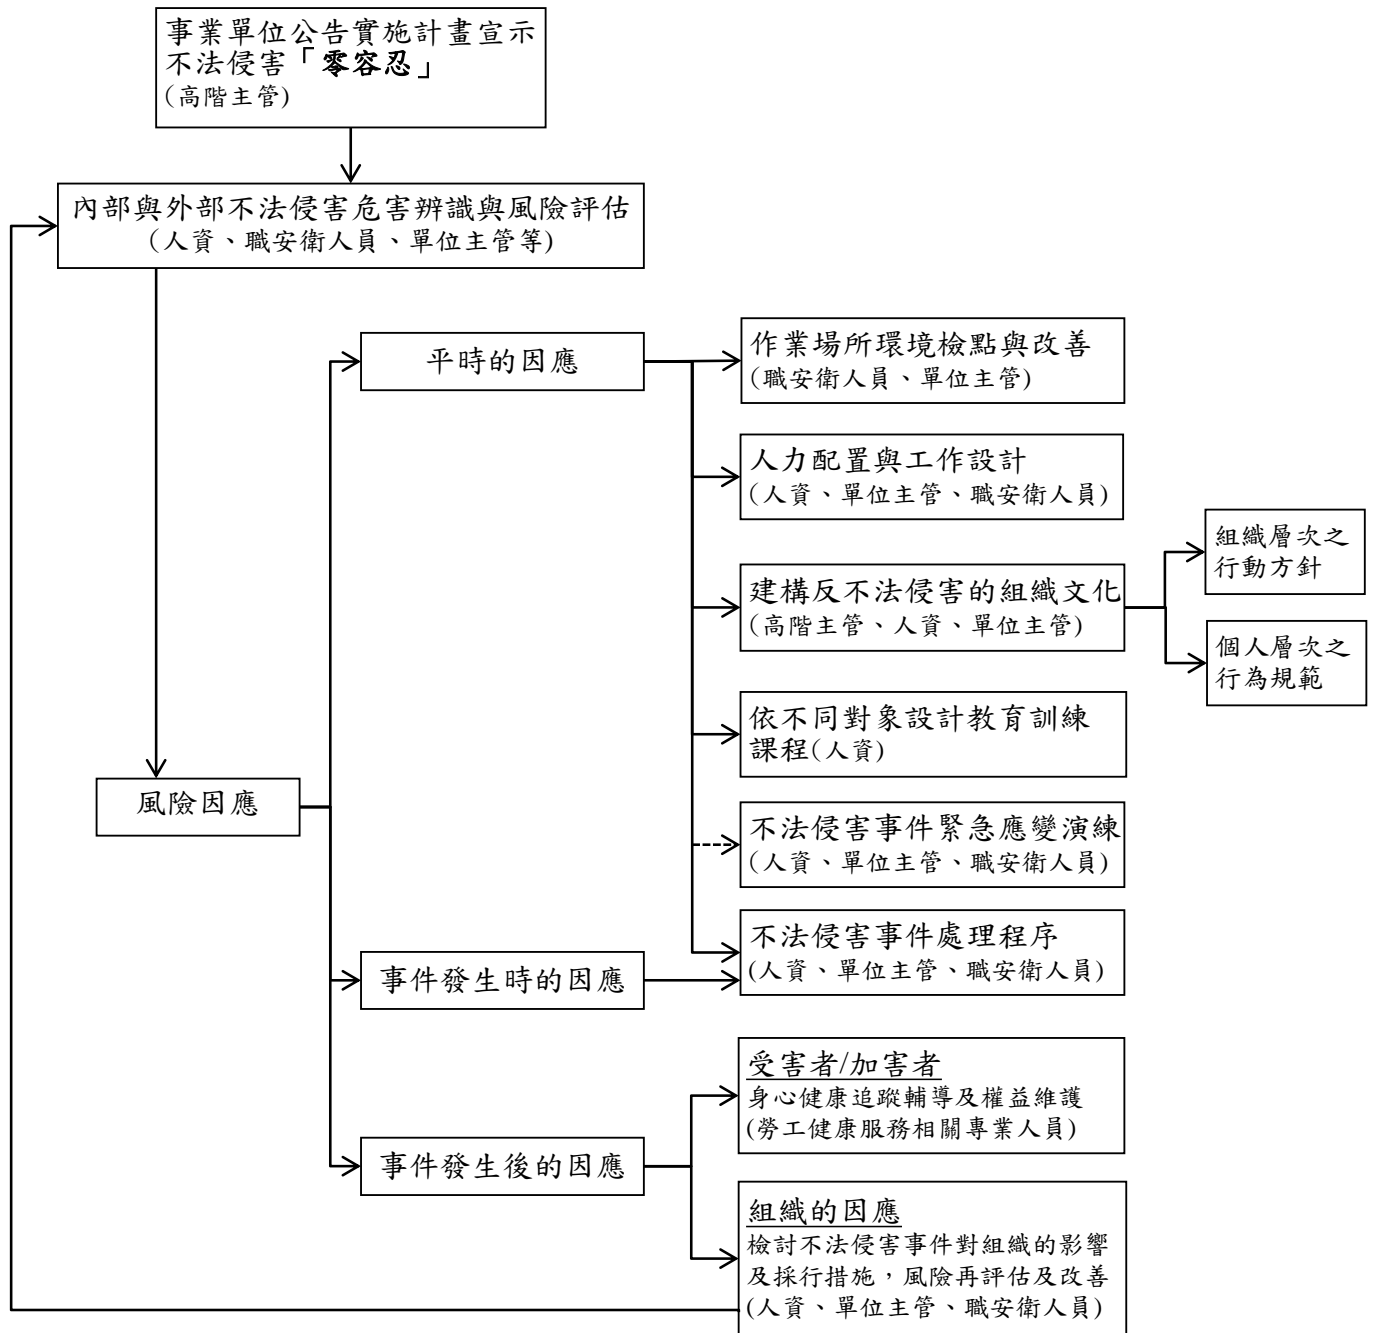 事業單位公告實施計畫宣示
不法侵害「零容忍」
(高階主管)
內部與外部不法侵害危害辨識與風險評估
(人資、職安衛人員、單位主管等)
平時的因應
作業場所環境檢點與改善
(職安衛人員、單位主管)
人力配置與工作設計
(人資、單位主管、職安衛人員)
建構反不法侵害的組織文化
(高階主管、人資、單位主管)
組織層次之
行動方針
個人層次之
行為規範
依不同對象設計教育訓練
課程(人資)
風險因應
不法侵害事件緊急應變演練
(人資、單位主管、職安衛人員)
事件發生時的因應
不法侵害事件處理程序
(人資、單位主管、職安衛人員)
事件發生後的因應
受害者/加害者
身心健康追蹤輔導及權益維護
(勞工健康服務相關專業人員)
組織的因應
檢討不法侵害事件對組織的影響
及採行措施，風險再評估及改善
(人資、單位主管、職安衛人員)